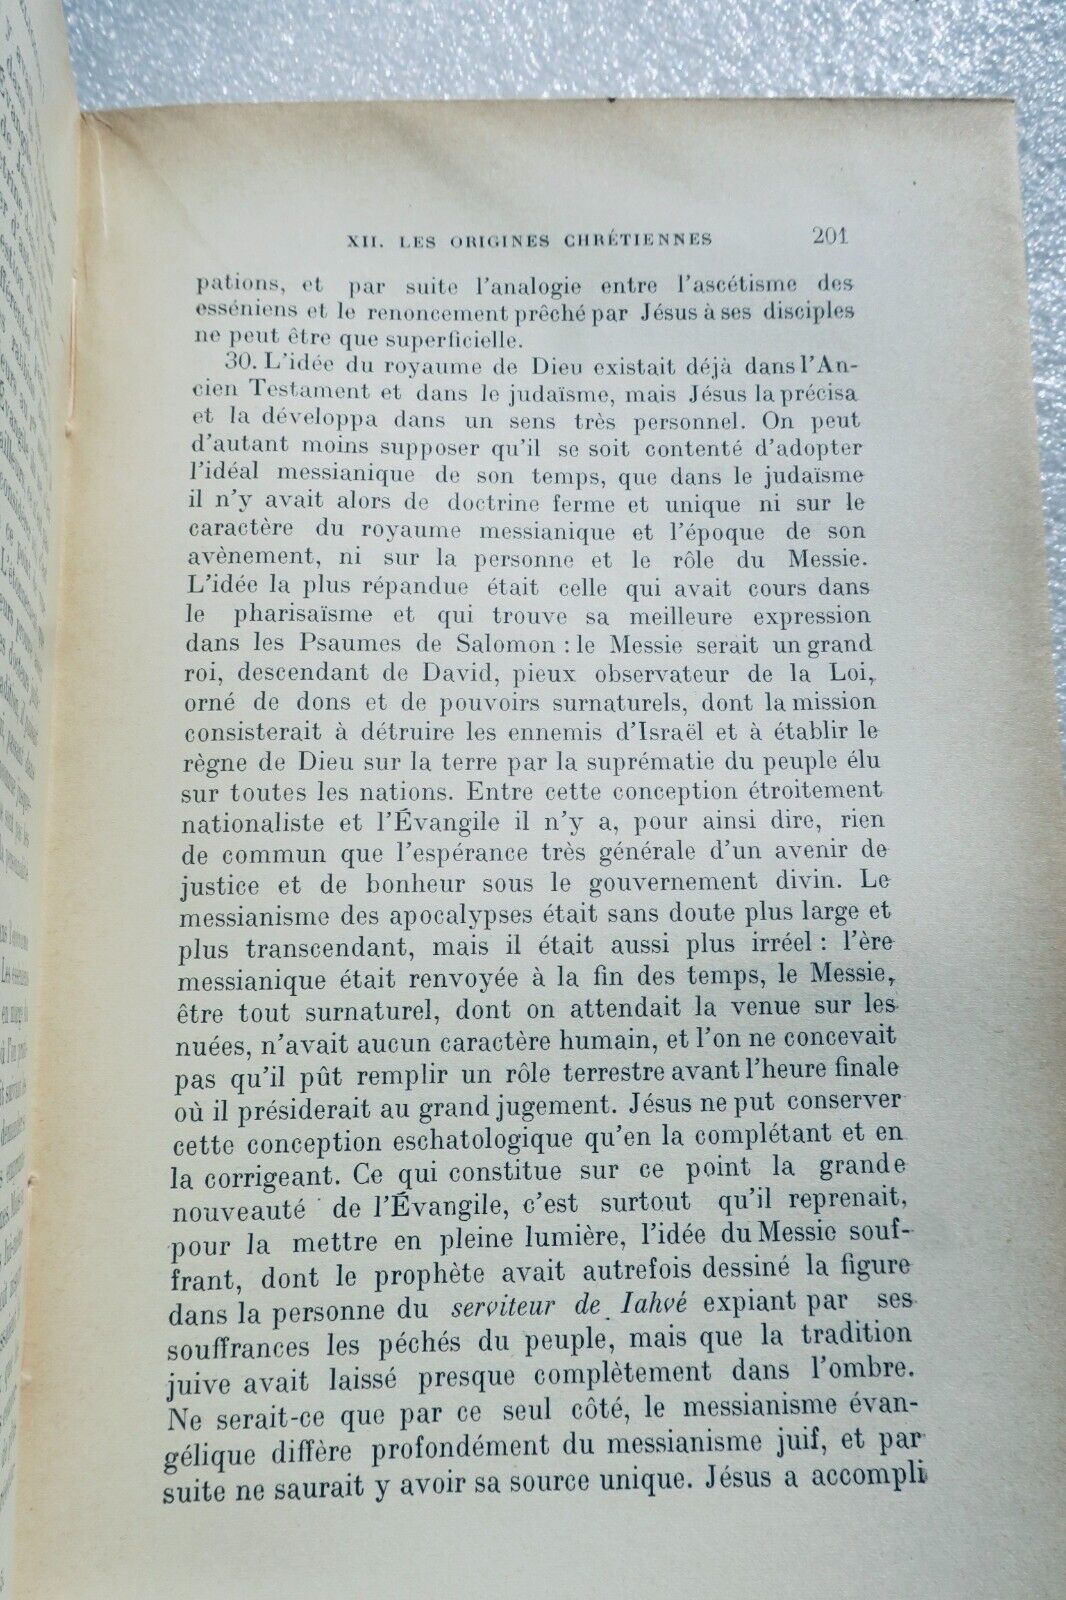 XII. LES ORIGINES CHRÉTIENNES 201
pations, et par suite l'analogie entre l'ascétisme des
esséniens et le renoncement prêché par Jésus à ses disciples
ne peut être que superficielle.
30. L'idée du royaume de Dieu existait déjà dans l'An-
cien Testament et dans le judaïsme, mais Jésus la précisa
et la développa dans un sens très personnel. On peut
d'autant moins supposer qu'il se soit contenté d'adopter
l'idéal messianique de son temps, que dans le judaïsme
il n'y avait alors de doctrine ferme et unique ni sur le
caractère du royaume messianique et l'époque de son
avènement, ni sur la personne et le rôle du Messie.
L'idée la plus répandue était celle qui avait cours dans
le pharisaïsme et qui trouve sa meilleure expression
dans les Psaumes de Salomon : le Messie serait un grand
roi, descendant de David, pieux observateur de la Loi,
orné de dons et de pouvoirs surnaturels, dont la mission
consisterait à détruire les ennemis d'Israël et à établir le
règne de Dieu sur la terre par la suprématie du peuple élu
sur toutes les nations. Entre cette conception étroitement
nationaliste et l'Évangile il n'y a, pour ainsi dire, rien
de commun que l'espérance très générale d'un avenir de
justice et de bonheur sous le gouvernement divin. Le
messianisme des apocalypses était sans doute plus large et
plus transcendant, mais il était aussi plus irréel : l'ère
messianique était renvoyée à la fin des temps, le Messie,
être tout surnaturel, dont on attendait la venue sur les
nuées, n'avait aucun caractère humain, et l'on ne concevait
pas qu'il pût remplir un rôle terrestre avant l'heure finale
où il présiderait au grand jugement. Jésus ne put conserver
cette conception eschatologique qu'en la complétant et en
la corrigeant. Ce qui constitue sur ce point la grande
nouveauté de l'Évangile, c'est surtout qu'il reprenait,
pour la mettre en pleine lumière, l'idée du Messie souf-
frant, dont le prophète avait autrefois dessiné la figure
dans la personne du serviteur de Iahvé expiant par ses
souffrances les péchés du peuple, mais que la tradition
juive avait laissé presque complètement dans l'ombre.
Ne serait-ce que par ce seul côté, le messianisme évan-
gélique diffère profondément du messianisme juif, et par
suite ne saurait y avoir sa source unique. Jésus a accompli